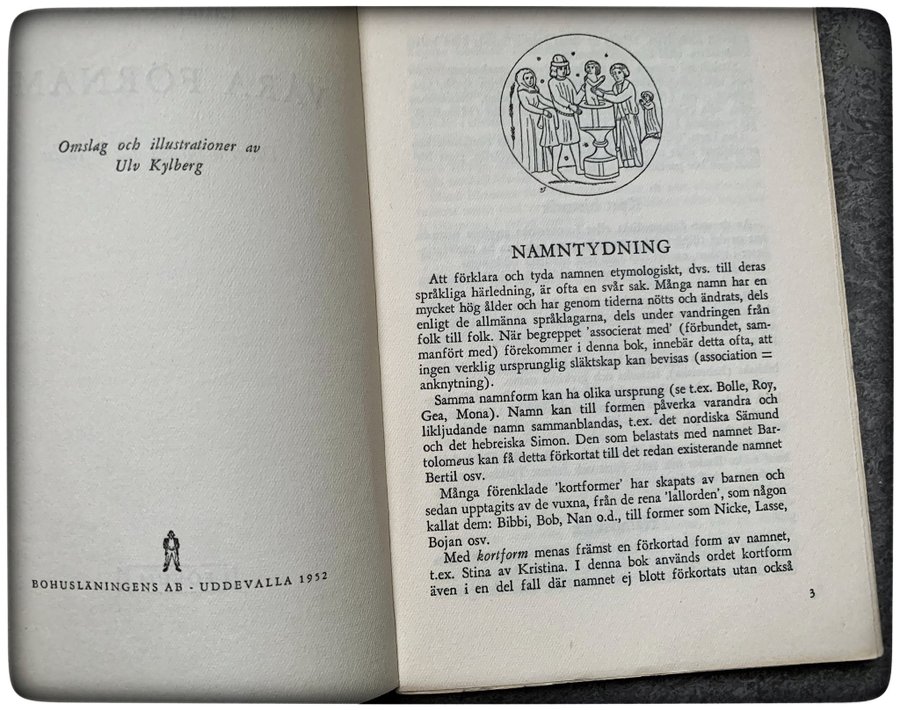 Omslag och illustrationer av
Ulv Kylberg
BOHUSLÄNINGENS AB - UDDEVALLA 1952
NAMNTYDNING
Att förklara och tyda namnen etymologiskt, dvs. till deras
språkliga härledning, är ofta en svår sak. Många namn har en
mycket hög ålder och har genom tiderna nötts och ändrats, dels
enligt de allmänna språklagarna, dels under vandringen från
folk till folk. När begreppet 'associerat med' (förbundet, sam-
manfört med) förekommer i denna bok, innebär detta ofta, att
ingen verklig ursprunglig släktskap kan bevisas (association =
anknytning).
Samma namnform kan ha olika ursprung (se t.ex. Bolle, Roy,
Gea, Mona). Namn kan till formen påverka varandra och
likljudande namn sammanblandas, t.ex. det nordiska Sämund
och det hebreiska Simon. Den som belastats med namnet Bar-
tolomeus kan få detta förkortat till det redan existerande namnet
Bertil osv.
Många förenklade 'kortformer' har skapats av barnen och
sedan upptagits av de vuxna, från de rena 'lallorden', som någon
kallat dem: Bibbi, Bob, Nan o.d., till former som Nicke, Lasse,
Bojan osv.
Med kortform menas främst en förkortad form av namnet,
t.ex. Stina av Kristina. I denna bok används ordet kortform
även i en del fall där namnet ej blott förkortats utan också
3